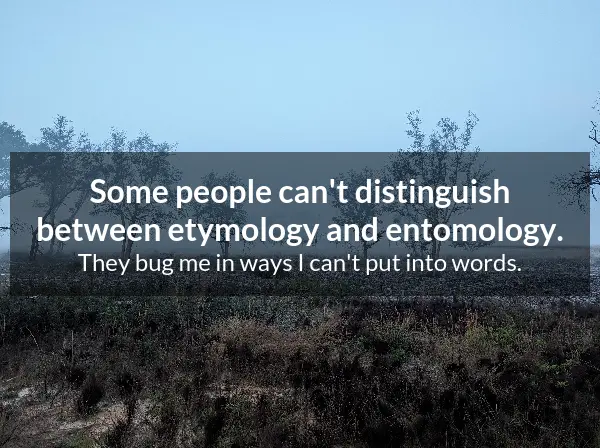 Some people can't distinguish
between etymology and entomology.
They bug me in ways I can't put into words.